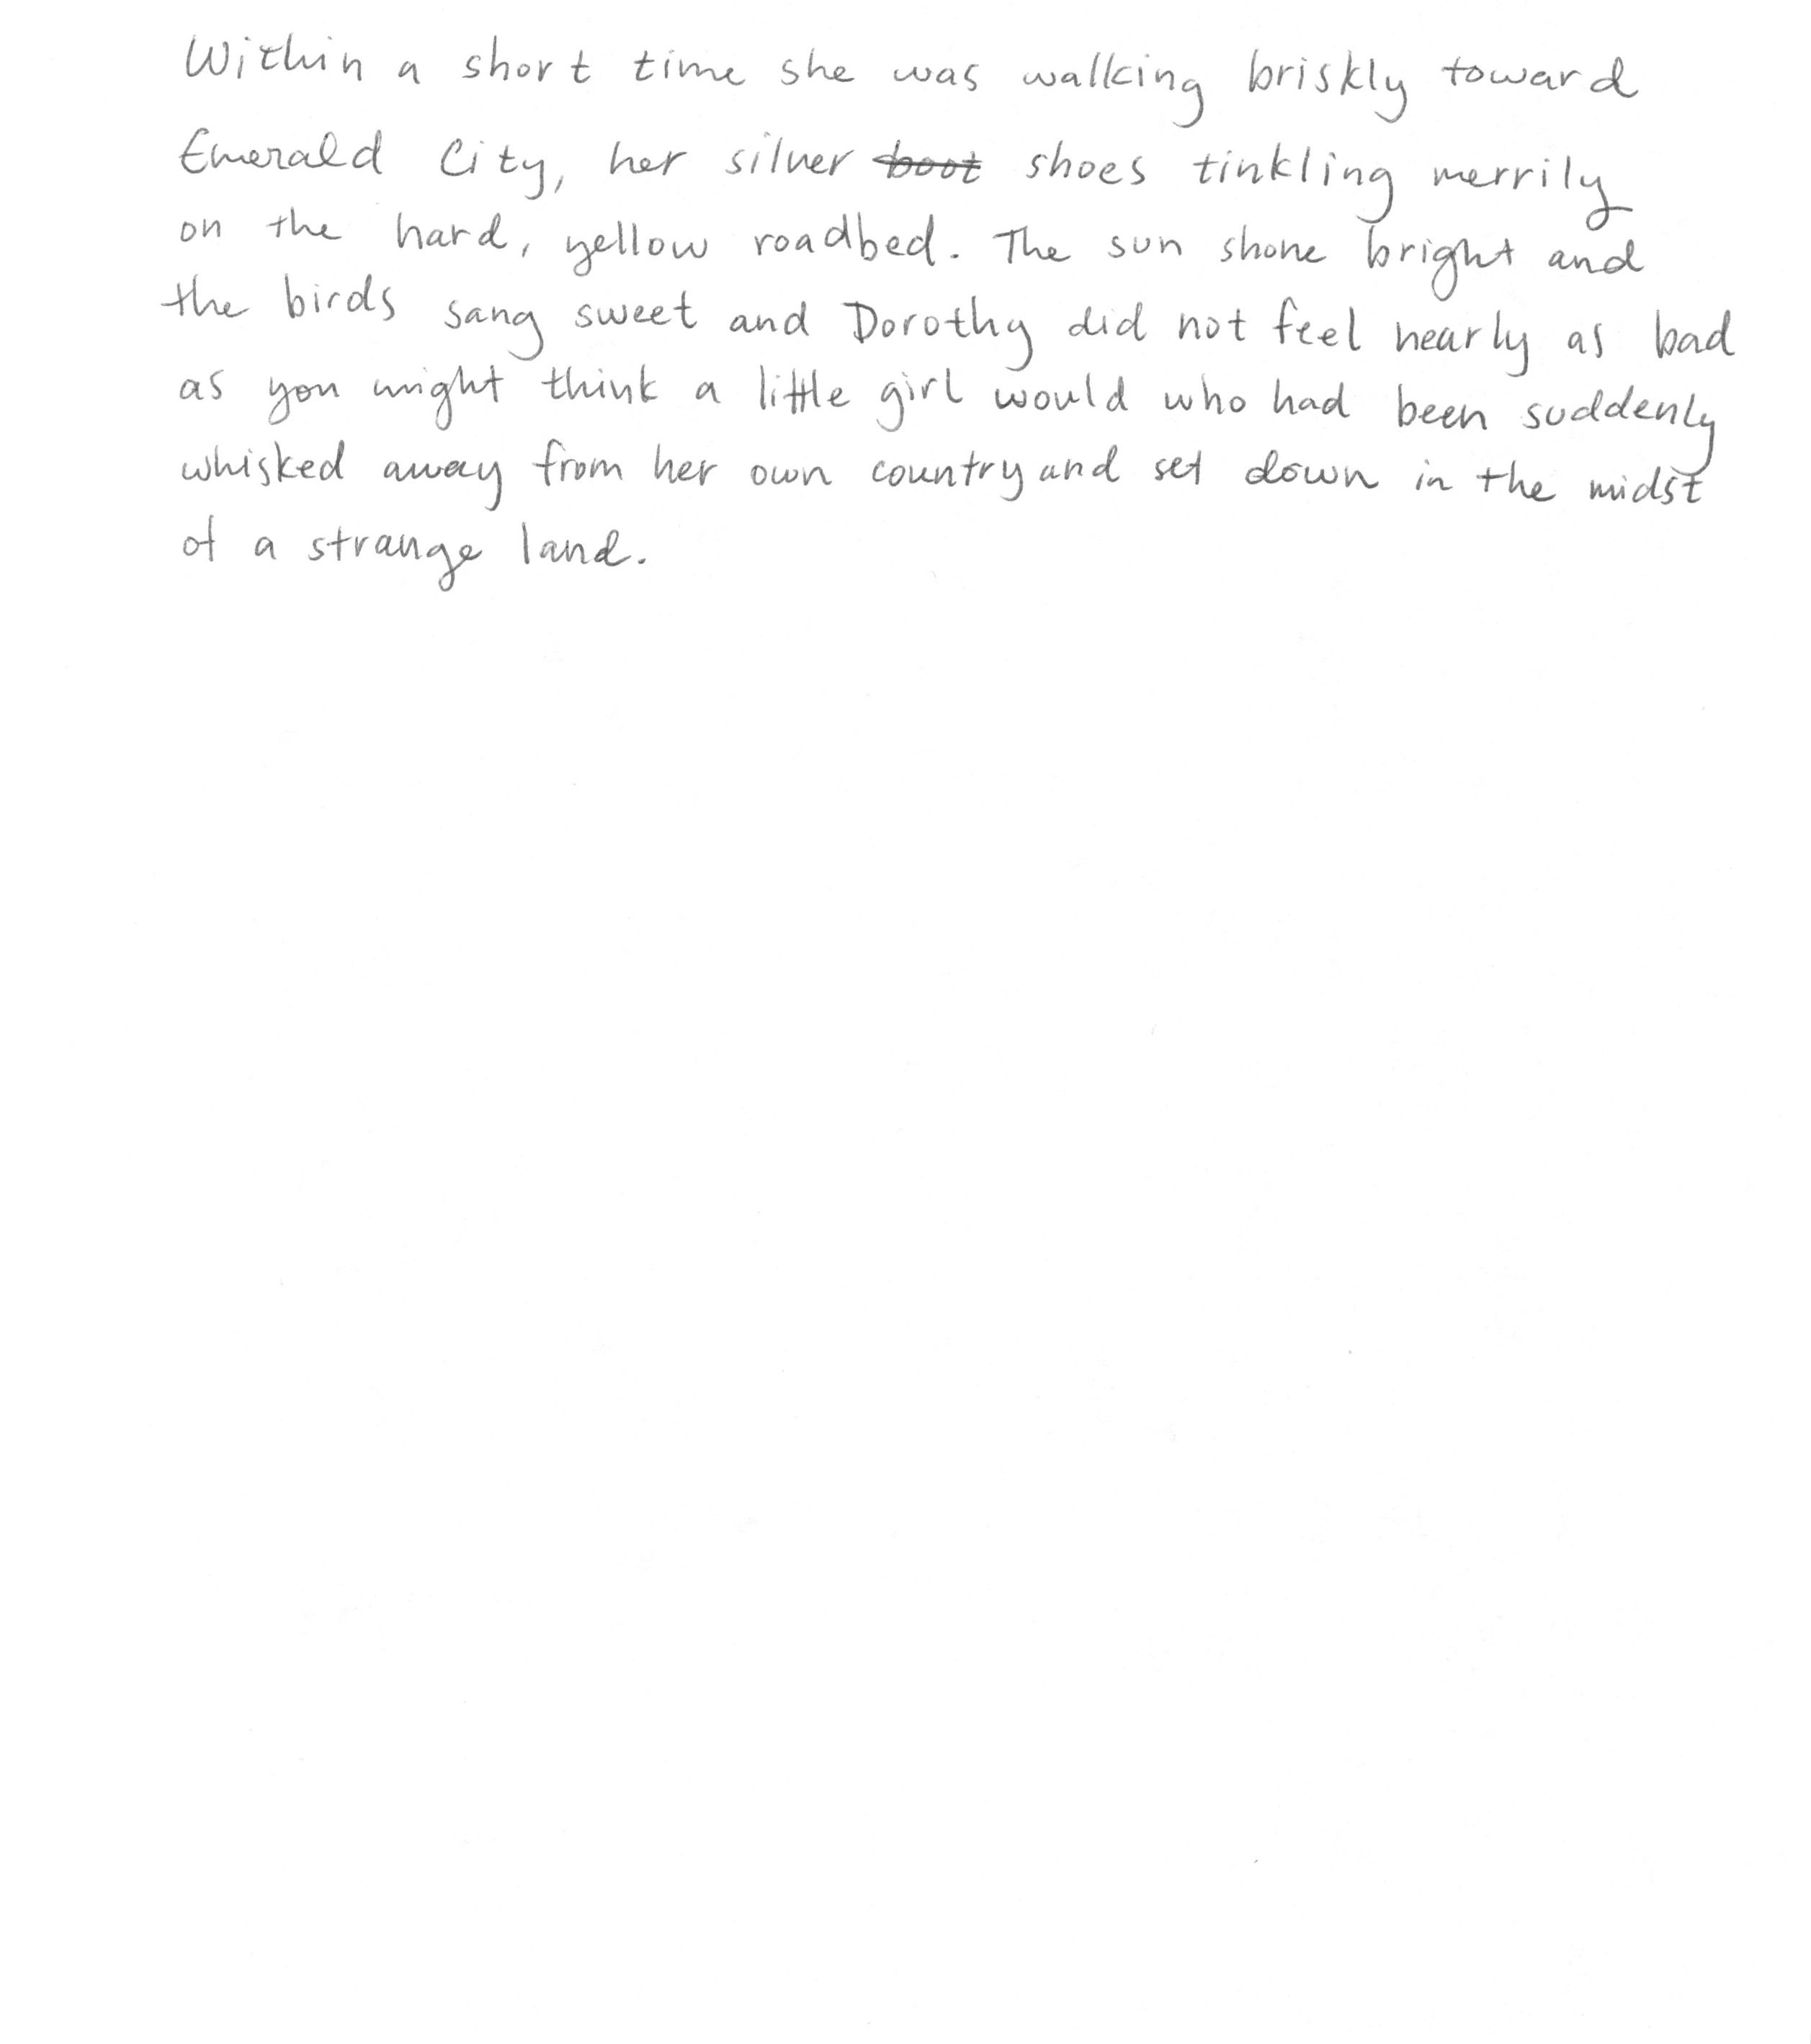 Within a short time she was walking briskly toward
Emerald City, her silver boot shoes tinkling merrily
on the hard, yellow roadbed. The sun shone bright and
the birds sang sweet and Dorothy did not feel nearly as bad
as you might think a little girl would who had been suddenly
whisked away from her own country and set down in the midst
of a strange land.